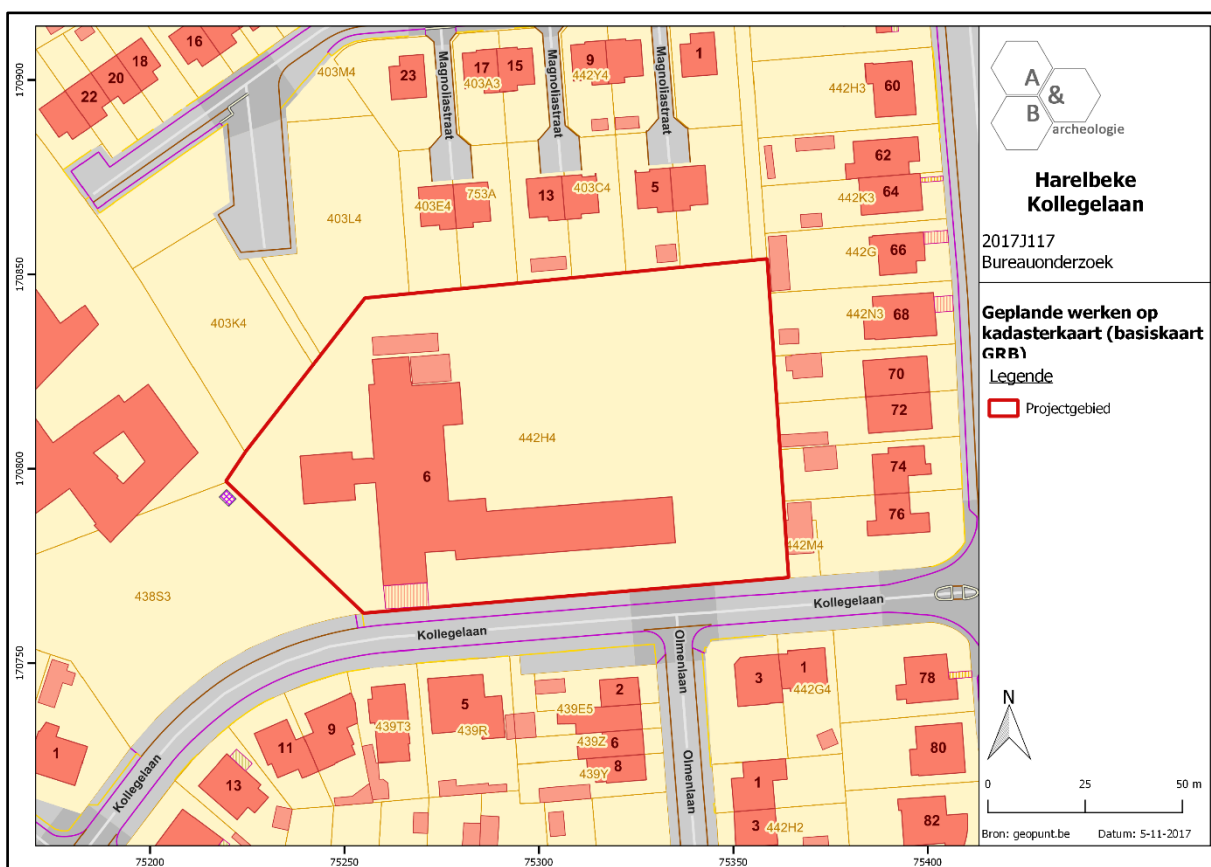 170900
170850
170800
170750
75200
75250
75300
75350
75400
16
18
20
22
403M4
23
Magnoliastraat
17
15
403A3
Magnoliastraat
9
442Y4
Magnoliastraat
1
442H3
60
62
442K3
64
442G
66
442N3
68
70
72
74
76
442M4
403L4
403E4
753A
13
403C4
5
403K4
442H4
6
438S3
Kollegelaan
Kollegelaan
Kollegelaan
Olmenlaan
Olmenlaan
1
11
9
13
439T3
5
439R
2
439E5
439Z
6
439Y
8
3
1
442G4
78
80
82
1
3
442H2
A
&
B
archeologie
Harelbeke
Kollegelaan
2017J117
Bureauonderzoek
Geplande werken op
kadasterkaart (basiskaart
GRB)
Legende
Projectgebied
N
0
25
50 m
Bron: geopunt.be
Datum: 5-11-2017